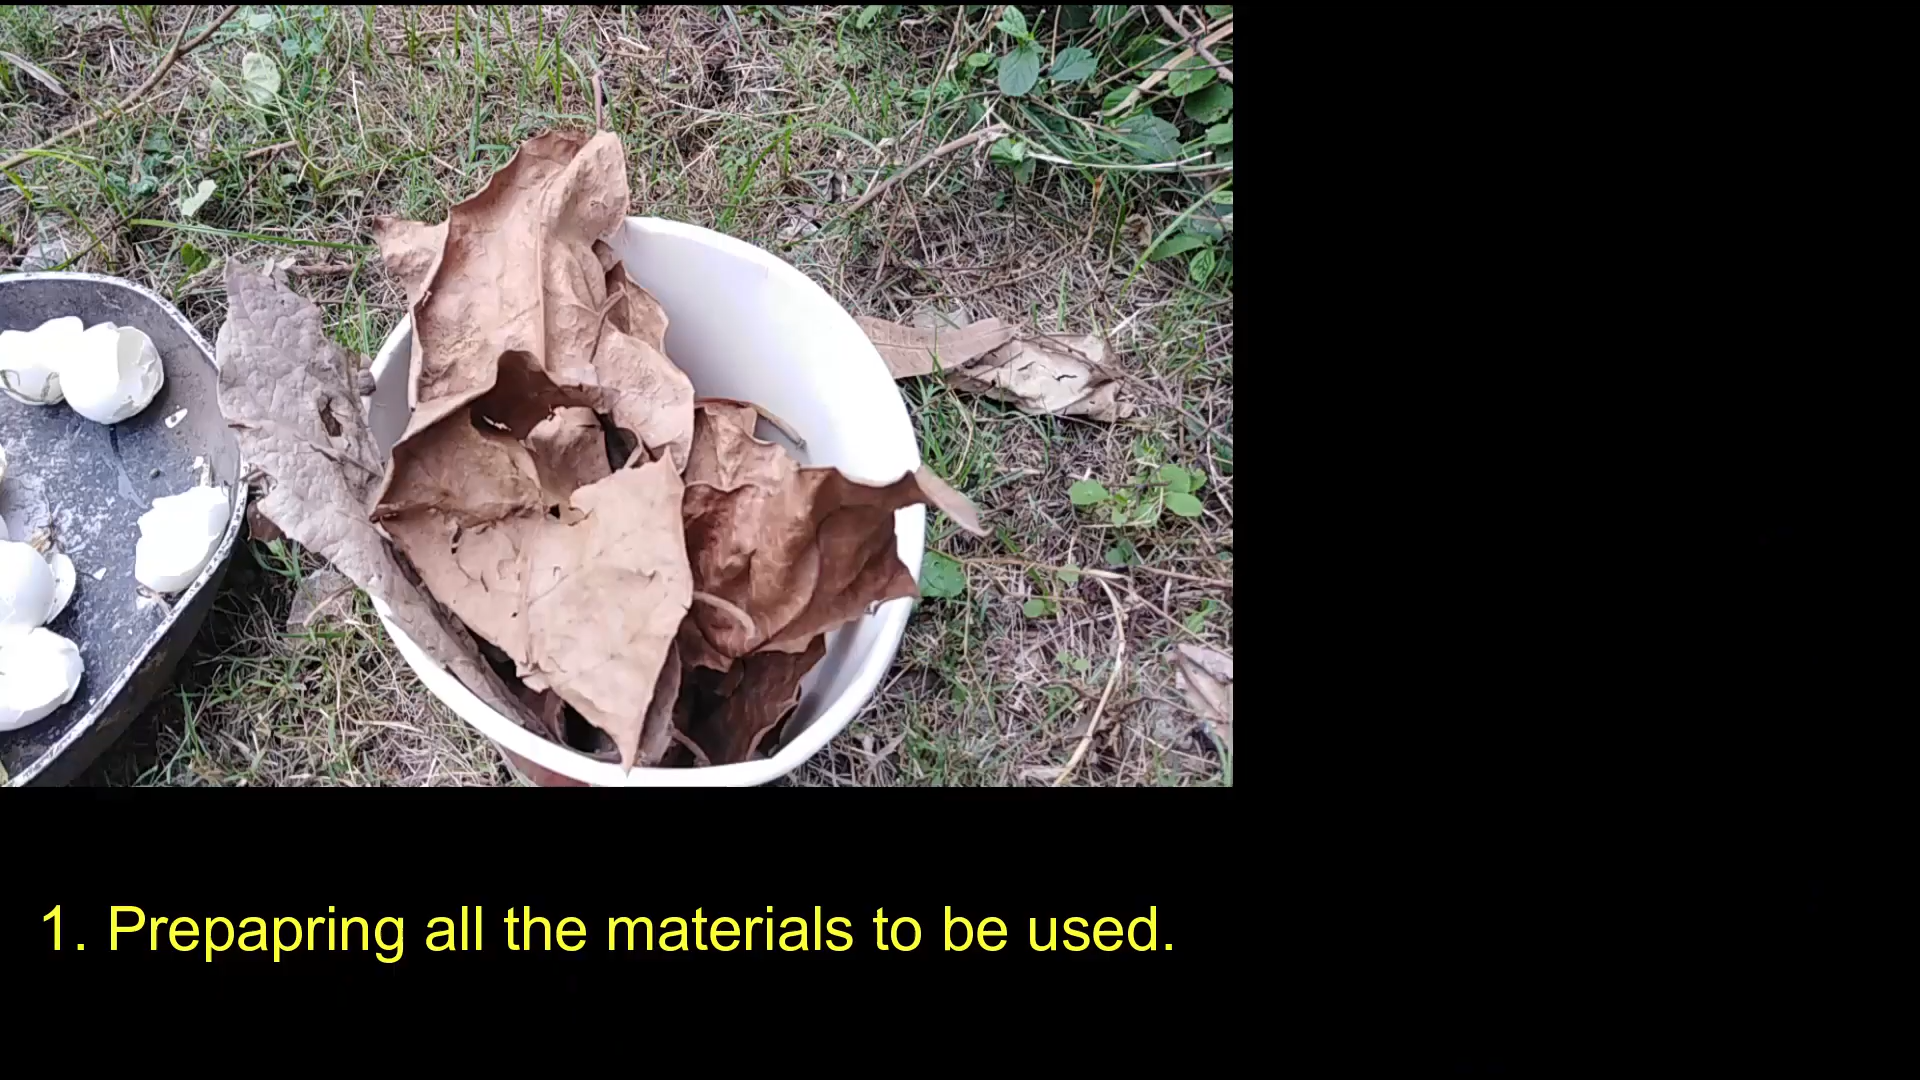 1. Prepapring all the materials to be used.